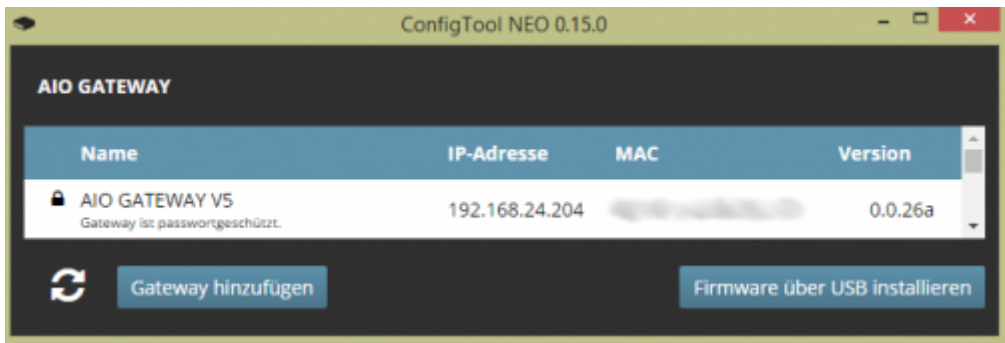 ConfigTool NEO 0.15.0
AIO GATEWAY
Name IP-Adresse MAC Version
AIO GATEWAY V5 192.168.24.204 0.0.26a
Gateway ist passwortgeschützt.
Gateway hinzufügen Firmware über USB installieren